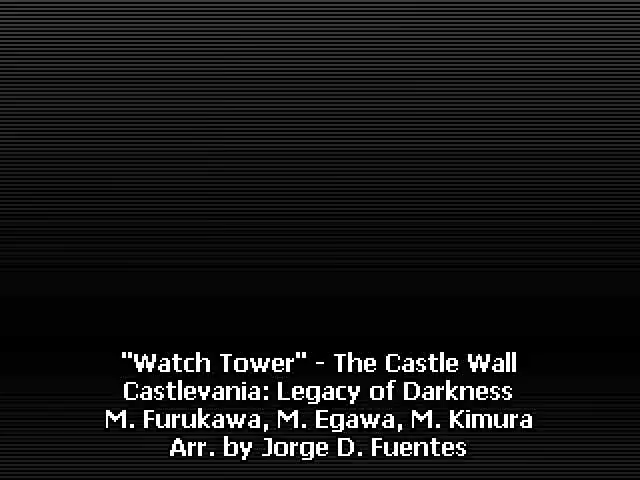 "Watch Tower" - The Castle Wall
Castlevania: Legacy of Darkness
M. Furukawa, M. Egawa, M. Kimura
Arr. by Jorge D. Fuentes